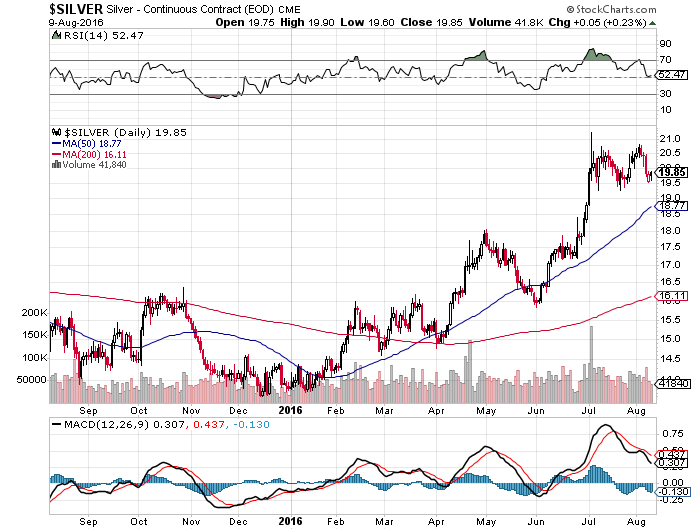 $SILVER Silver - Continuous Contract (EOD) CME
© StockCharts.com
9-Aug-2016
Open 19.75 High 19.90 Low 19.60 Close 19.85 Volume 41.8K Chg +0.05 (+0.23%)
RSI(14) 52.47
90
70
52.47
30
10
$SILVER (Daily) 19.85
MA(50) 18.77
MA(200) 16.11
Volume 41,840
21.0
20.5
20.0
19.85
19.5
18.77
18.5
18.0
17.5
17.0
16.5
16.11
15.5
15.0
14.5
41840
200K
150K
100K
50000
Sep Oct Nov Dec 2016 Feb Mar Apr May Jun Jul Aug
MACD(12,26,9) 0.307, 0.437, -0.130
0.75
0.437
0.307
0.00
-0.130
Sep Oct Nov Dec 2016 Feb Mar Apr May Jun Jul Aug